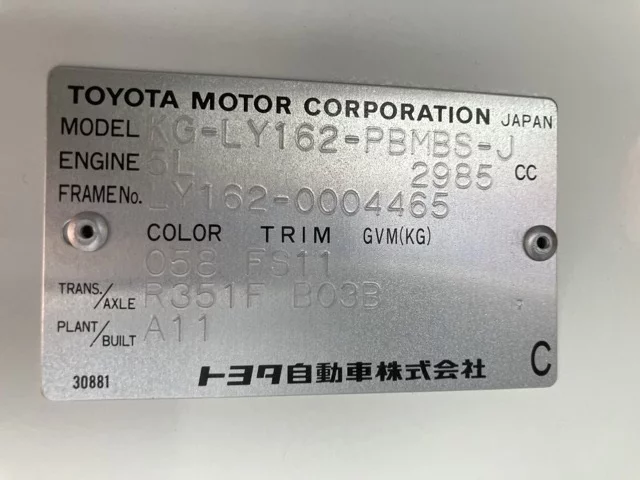 TOYOTA MOTOR CORPORATION JAPAN
MODEL KG-LY162-PBMBS-J
ENGINE 5L 2985 CC
FRAME No. LY162-0004465
COLOR TRIM GVM(KG)
058 FS11
TRANS./AXLE R351F B03B
PLANT/BUILT A11
30881 トヨタ自動車株式会社 C